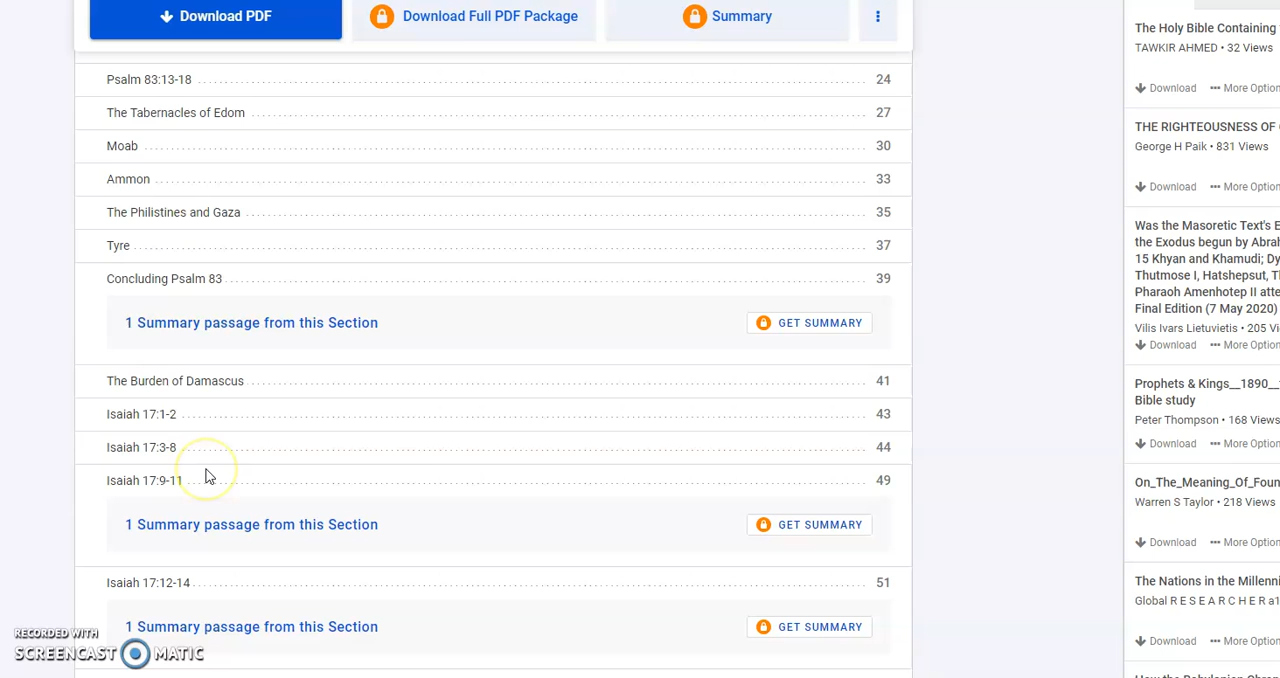 Download PDF
Download Full PDF Package
Summary
Psalm 83:13-18 24
The Tabernacles of Edom 27
Moab 30
Ammon 33
The Philistines and Gaza 35
Tyre 37
Concluding Psalm 83 39
1 Summary passage from this Section GET SUMMARY
The Burden of Damascus 41
Isaiah 17:1-2 43
Isaiah 17:3-8 44
Isaiah 17:9-11 49
1 Summary passage from this Section GET SUMMARY
Isaiah 17:12-14 51
1 Summary passage from this Section GET SUMMARY
RECORDED WITH
SCREENCAST MATIC
The Holy Bible Containing
TAWKIR AHMED • 32 Views
Download ••• More Option
THE RIGHTEOUSNESS OF
George H Paik • 831 Views
Download ••• More Option
Was the Masoretic Text's E
the Exodus begun by Abrah
15 Khyan and Khamudi; Dy
Thutmose I, Hatshepsut, T
Pharaoh Amenhotep II atte
Final Edition (7 May 2020)
Vilis Ivars Lietuvietis • 205 Vi
Download ••• More Option
Prophets & Kings__1890__
Bible study
Peter Thompson • 168 Views
Download ••• More Option
On_The_Meaning_Of_Foun
Warren S Taylor • 218 Views
Download ••• More Option
The Nations in the Millenni
Global R E S E A R C H E R a1
Download ••• More Option